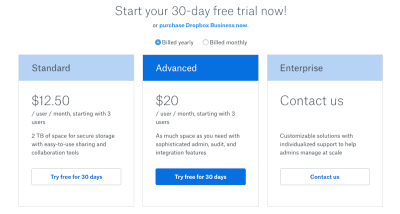 Start your 30-day free trial now!
or purchase Dropbox Business now.
Billed yearly Billed monthly
Standard
$12.50
/ user / month, starting with 3
users
2 TB of space for secure storage
with easy-to-use sharing and
collaboration tools
Try free for 30 days
Advanced
$20
/ user / month, starting with 3
users
As much space as you need with
sophisticated admin, audit, and
integration features
Try free for 30 days
Enterprise
Contact us
Customizable solutions with
individualized support to help
admins manage at scale
Contact us